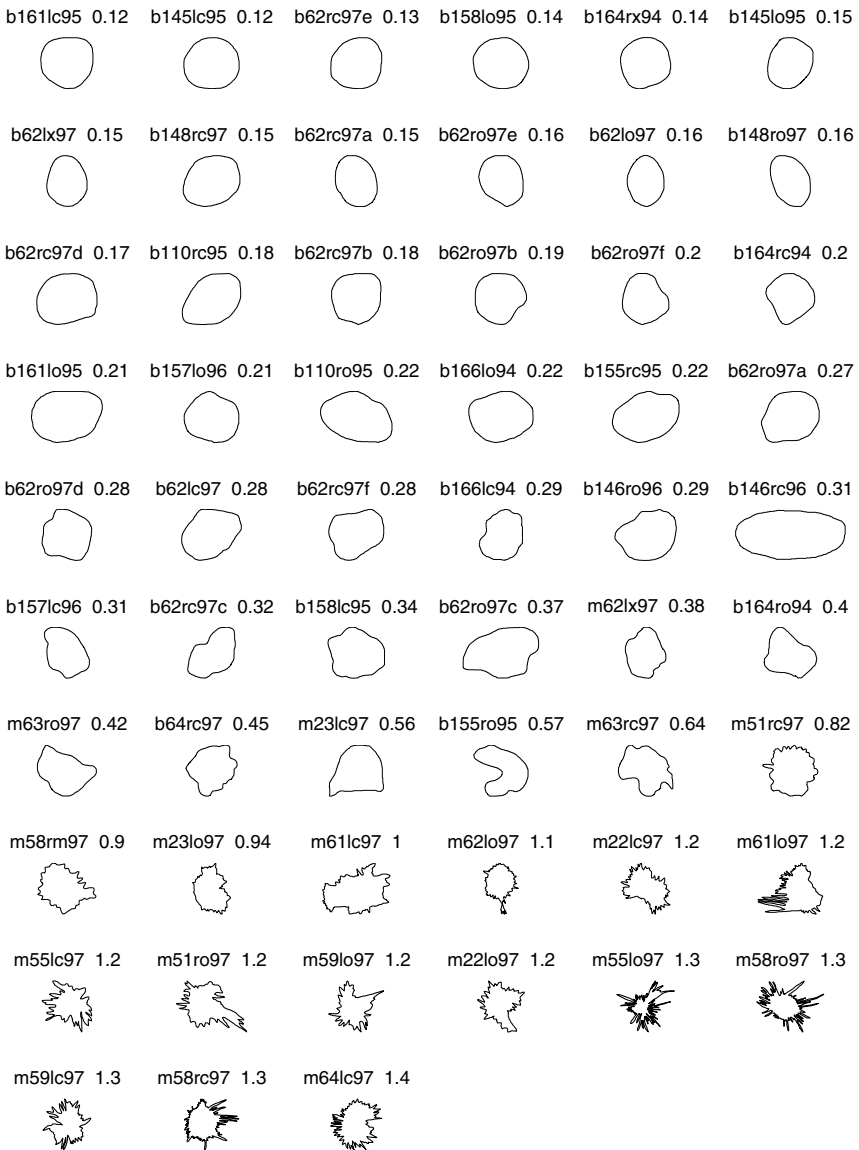 b161lc95 0.12 b145lc95 0.12 b62rc97e 0.13 b158lo95 0.14 b164rx94 0.14 b145lo95 0.15
b62lx97 0.15 b148rc97 0.15 b62rc97a 0.15 b62ro97e 0.16 b62lo97 0.16 b148ro97 0.16
b62rc97d 0.17 b110rc95 0.18 b62rc97b 0.18 b62ro97b 0.19 b62ro97f 0.2 b164rc94 0.2
b161lo95 0.21 b157lo96 0.21 b110ro95 0.22 b166lo94 0.22 b155rc95 0.22 b62ro97a 0.27
b62ro97d 0.28 b62lc97 0.28 b62rc97f 0.28 b166lc94 0.29 b146ro96 0.29 b146rc96 0.31
b157lc96 0.31 b62rc97c 0.32 b158lc95 0.34 b62ro97c 0.37 m62lx97 0.38 b164ro94 0.4
m63ro97 0.42 b64rc97 0.45 m23lc97 0.56 b155ro95 0.57 m63rc97 0.64 m51rc97 0.82
m58rm97 0.9 m23lo97 0.94 m61lc97 1 m62lo97 1.1 m22lc97 1.2 m61lo97 1.2
m55lc97 1.2 m51ro97 1.2 m59lo97 1.2 m22lo97 1.2 m55lo97 1.3 m58ro97 1.3
m59lc97 1.3 m58rc97 1.3 m64lc97 1.4